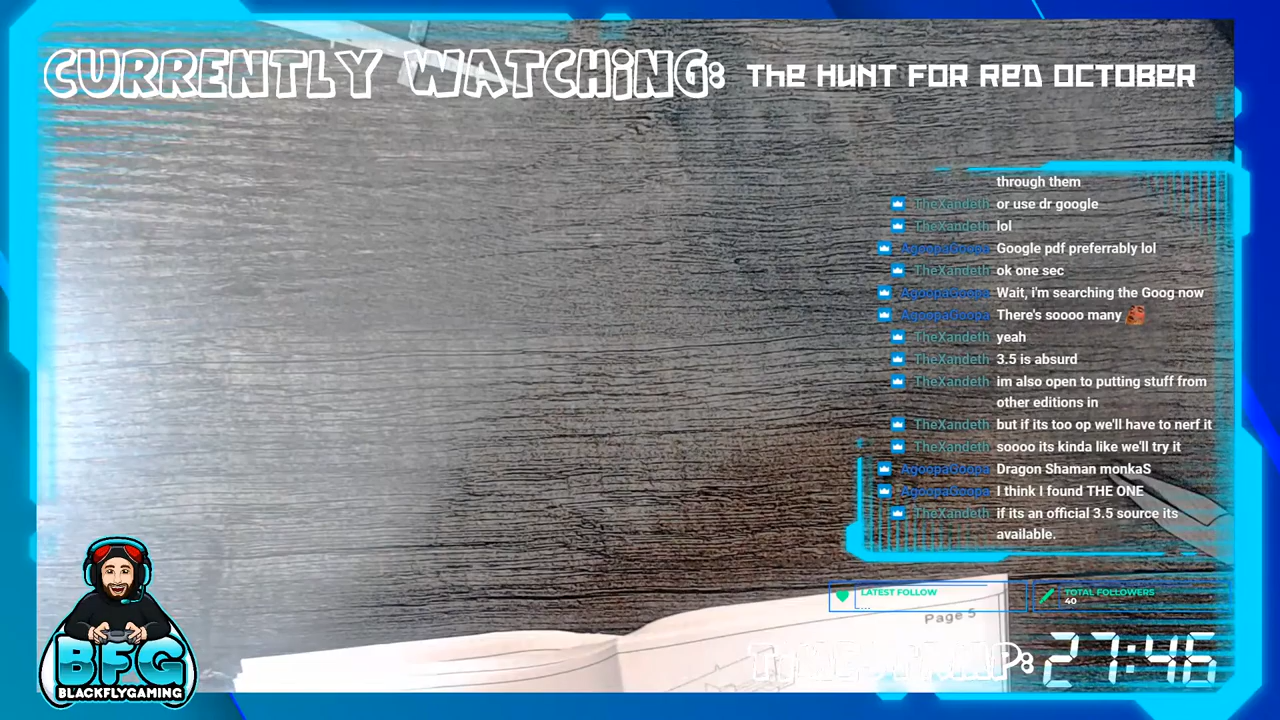 CURRENTLY WATCHiNG: The HUNT FOR RED OCTOBER
through them
TheXandeth or use dr google
TheXandeth lol
AgoopaGoopa Google pdf preferrably lol
TheXandeth ok one sec
AgoopaGoopa Wait, i'm searching the Goog now
AgoopaGoopa There's soooo many
TheXandeth yeah
TheXandeth 3.5 is absurd
TheXandeth im also open to putting stuff from
other editions in
TheXandeth but if its too op we'll have to nerf it
TheXandeth soooo its kinda like we'll try it
AgoopaGoopa Dragon Shaman monkaS
AgoopaGoopa I think I found THE ONE
TheXandeth if its an official 3.5 source its
available.
LATEST FOLLOW
...
TOTAL FOLLOWERS
40
Page 5
TiMESTAMP: 27:46
BFG
BLACKFLYGAMING